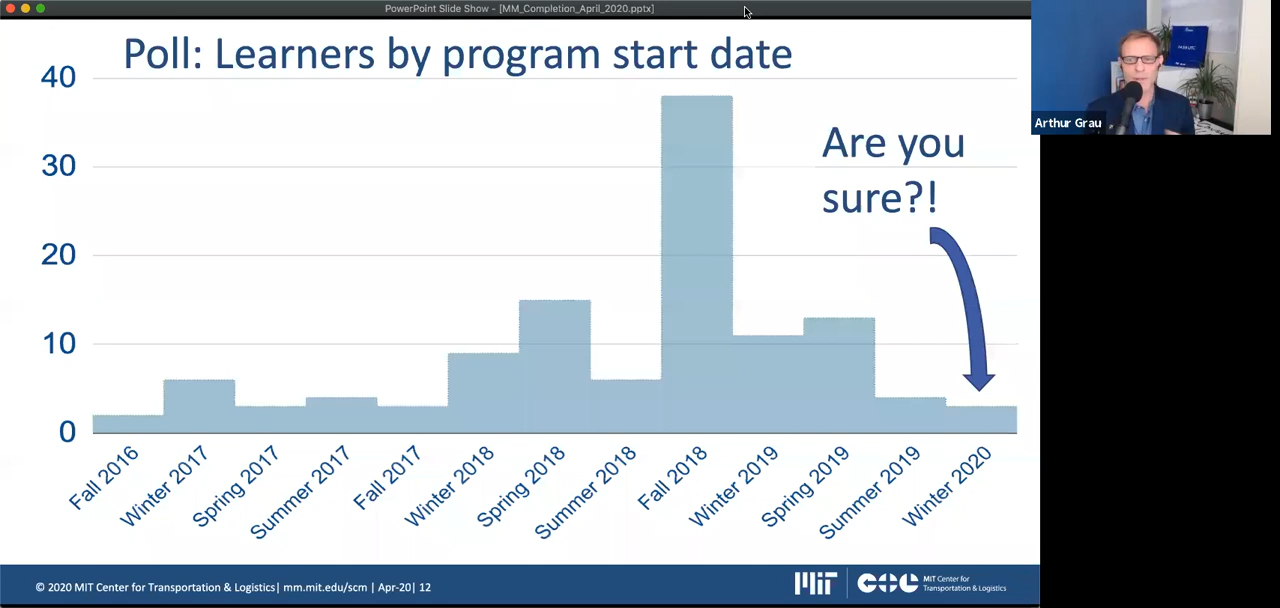 PowerPoint Slide Show - [MM_Completion_April_2020.pptx]
Poll: Learners by program start date
40
30
20
10
0
Are you
sure?!
Fall 2016
Winter 2017
Spring 2017
Summer 2017
Fall 2017
Winter 2018
Spring 2018
Summer 2018
Fall 2018
Winter 2019
Spring 2019
Summer 2019
Winter 2020
Arthur Grau
© 2020 MIT Center for Transportation & Logistics| mm.mit.edu/scm | Apr-20| 12
MIT
CTL
MIT Center for
Transportation & Logistics